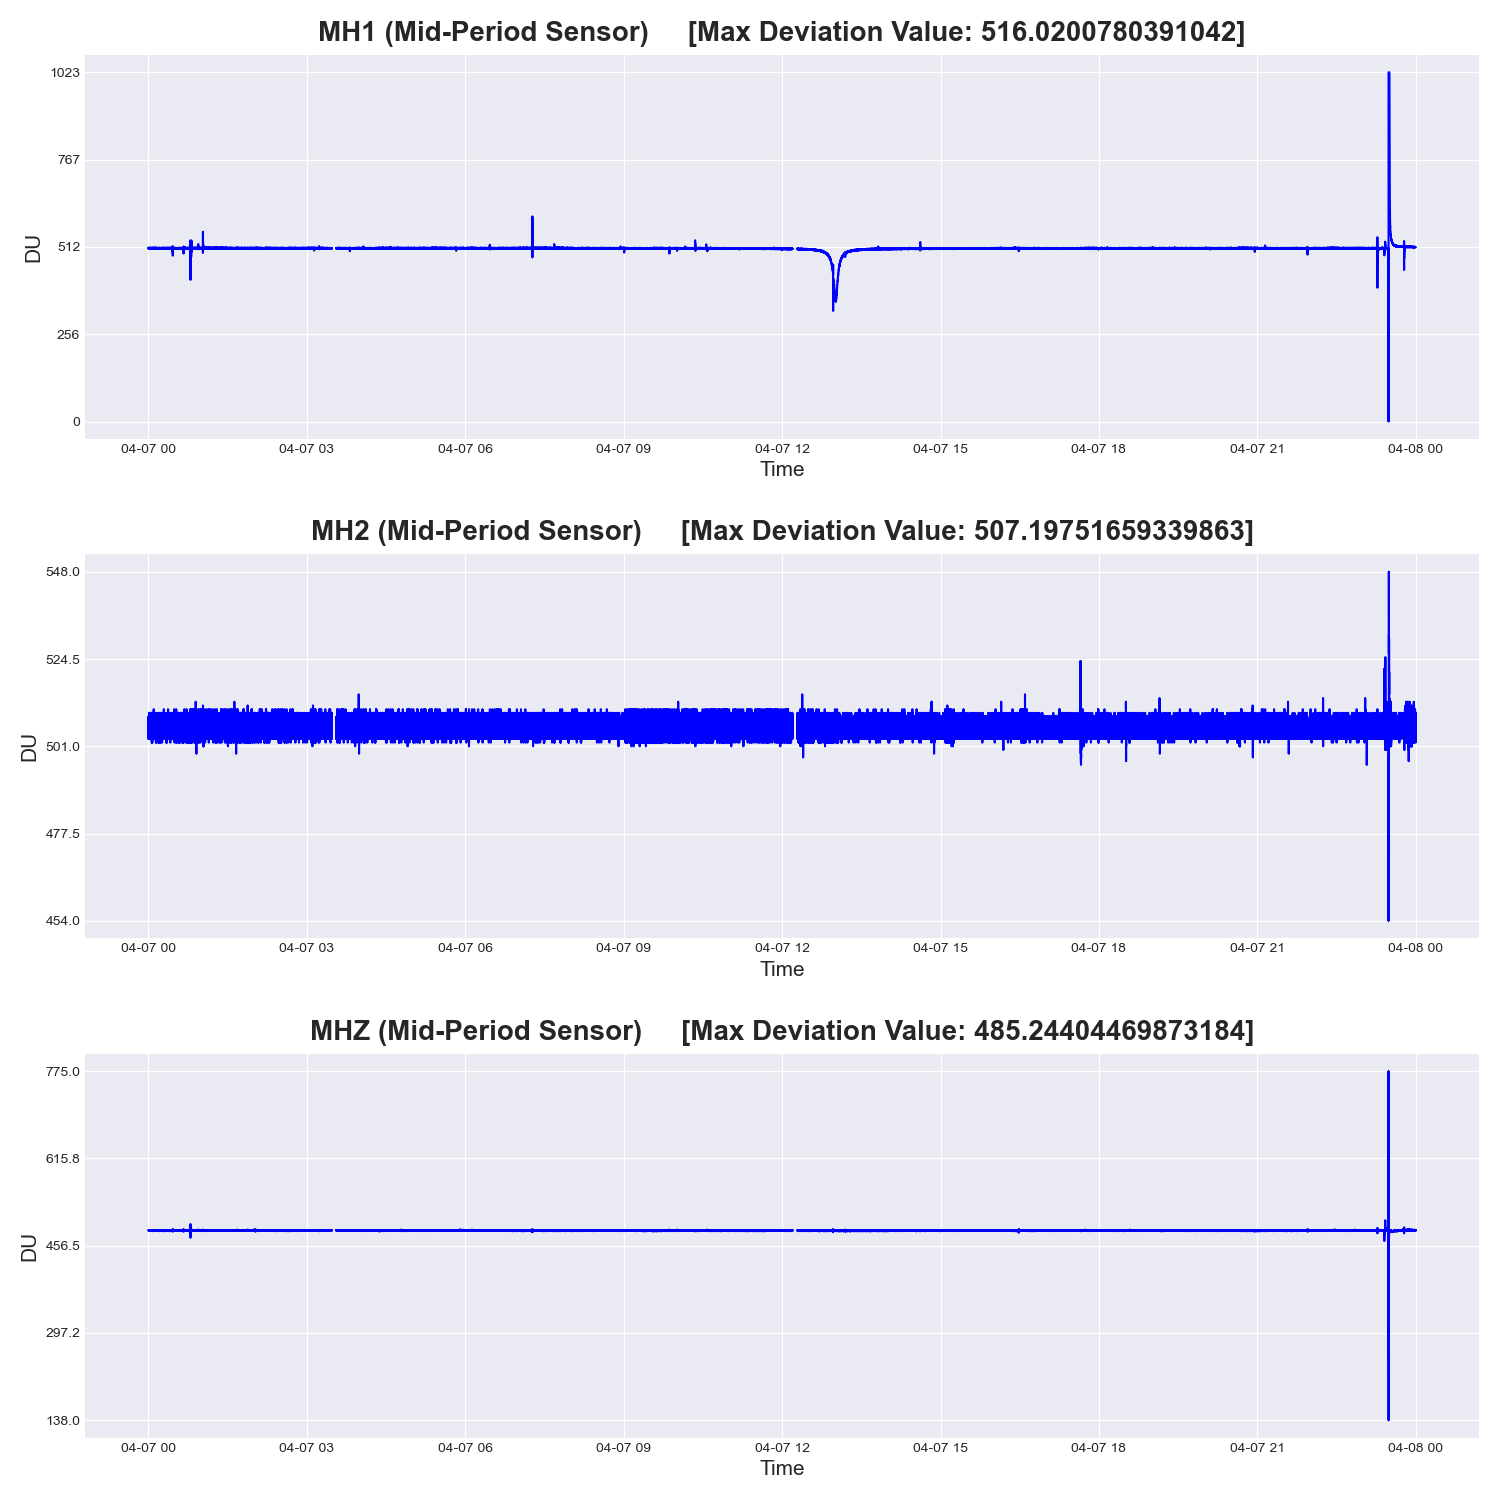 MH1 (Mid-Period Sensor) [Max Deviation Value: 516.0200780391042]
1023
767
512
256
0
DU
04-07 00 04-07 03 04-07 06 04-07 09 04-07 12 04-07 15 04-07 18 04-07 21 04-08 00
Time
MH2 (Mid-Period Sensor) [Max Deviation Value: 507.19751659339863]
548.0
524.5
501.0
477.5
454.0
DU
04-07 00 04-07 03 04-07 06 04-07 09 04-07 12 04-07 15 04-07 18 04-07 21 04-08 00
Time
MHZ (Mid-Period Sensor) [Max Deviation Value: 485.24404469873184]
775.0
615.8
456.5
297.2
138.0
DU
04-07 00 04-07 03 04-07 06 04-07 09 04-07 12 04-07 15 04-07 18 04-07 21 04-08 00
Time